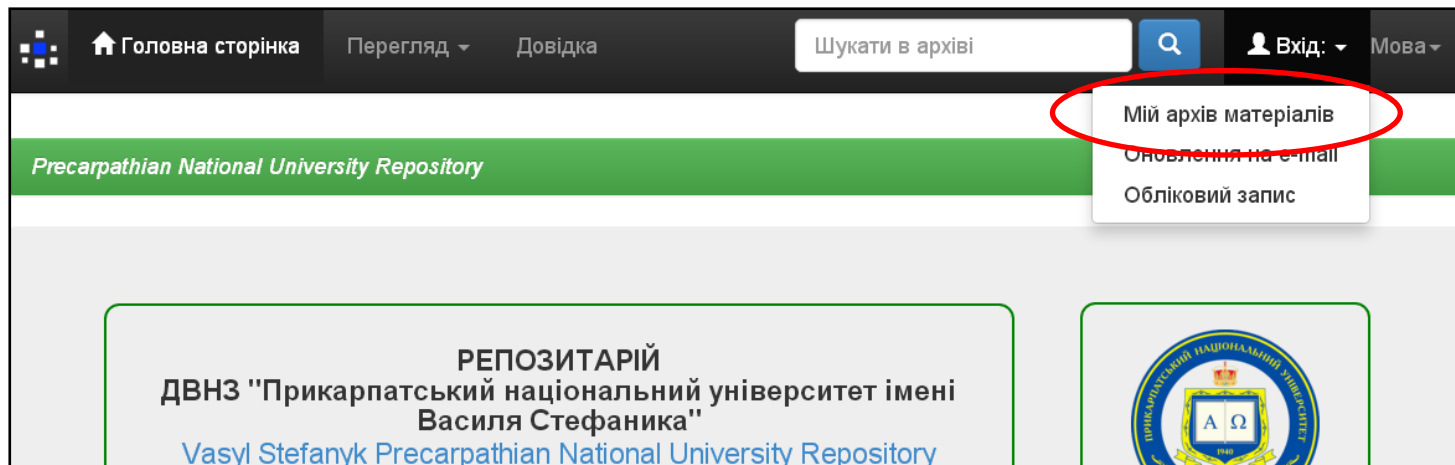 Головна сторінка Перегляд Довідка Шукати в архіві Вхід: Мова
Мій архів матеріалів
Оновлення на e-mail
Обліковий запис
Precarpathian National University Repository
РЕПОЗИТАРІЙ
ДВНЗ "Прикарпатський національний університет імені
Василя Стефаника"
Vasyl Stefanyk Precarpathian National University Repository
ПРИКАРПАТСЬКИЙ НАЦІОНАЛЬНИЙ УНІВЕРСИТЕТ
Α Ω
1940